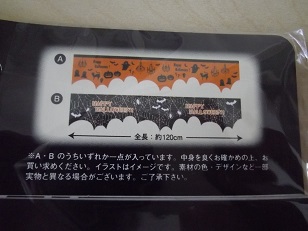 A
B
HAPPY
HALLOWEEN!
HAPPY
HALLOWEEN!
全長：約120cm
※A・Bのうちいずれか一点が入っています。中身を良くお確かめの上、お
買い求めください。イラストはイメージです。素材の色・デザインなど一部
実物と異なる場合がございます。ご了承下さい。